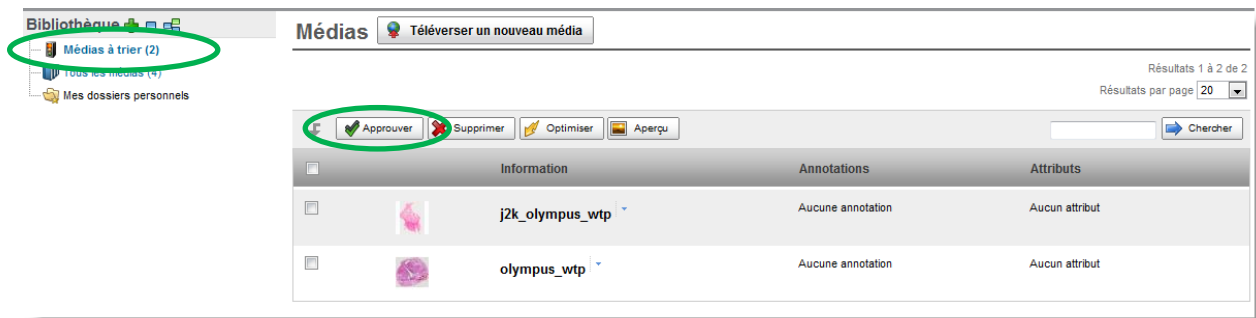 Bibliothèque
Médias à trier (2)
Tous les médias (4)
Mes dossiers personnels
Médias Téléverser un nouveau média
Résultats 1 à 2 de 2
Résultats par page 20
Approuver Supprimer Optimiser Aperçu Chercher
Information Annotations Attributs
j2k_olympus_wtp Aucune annotation Aucun attribut
olympus_wtp Aucune annotation Aucun attribut